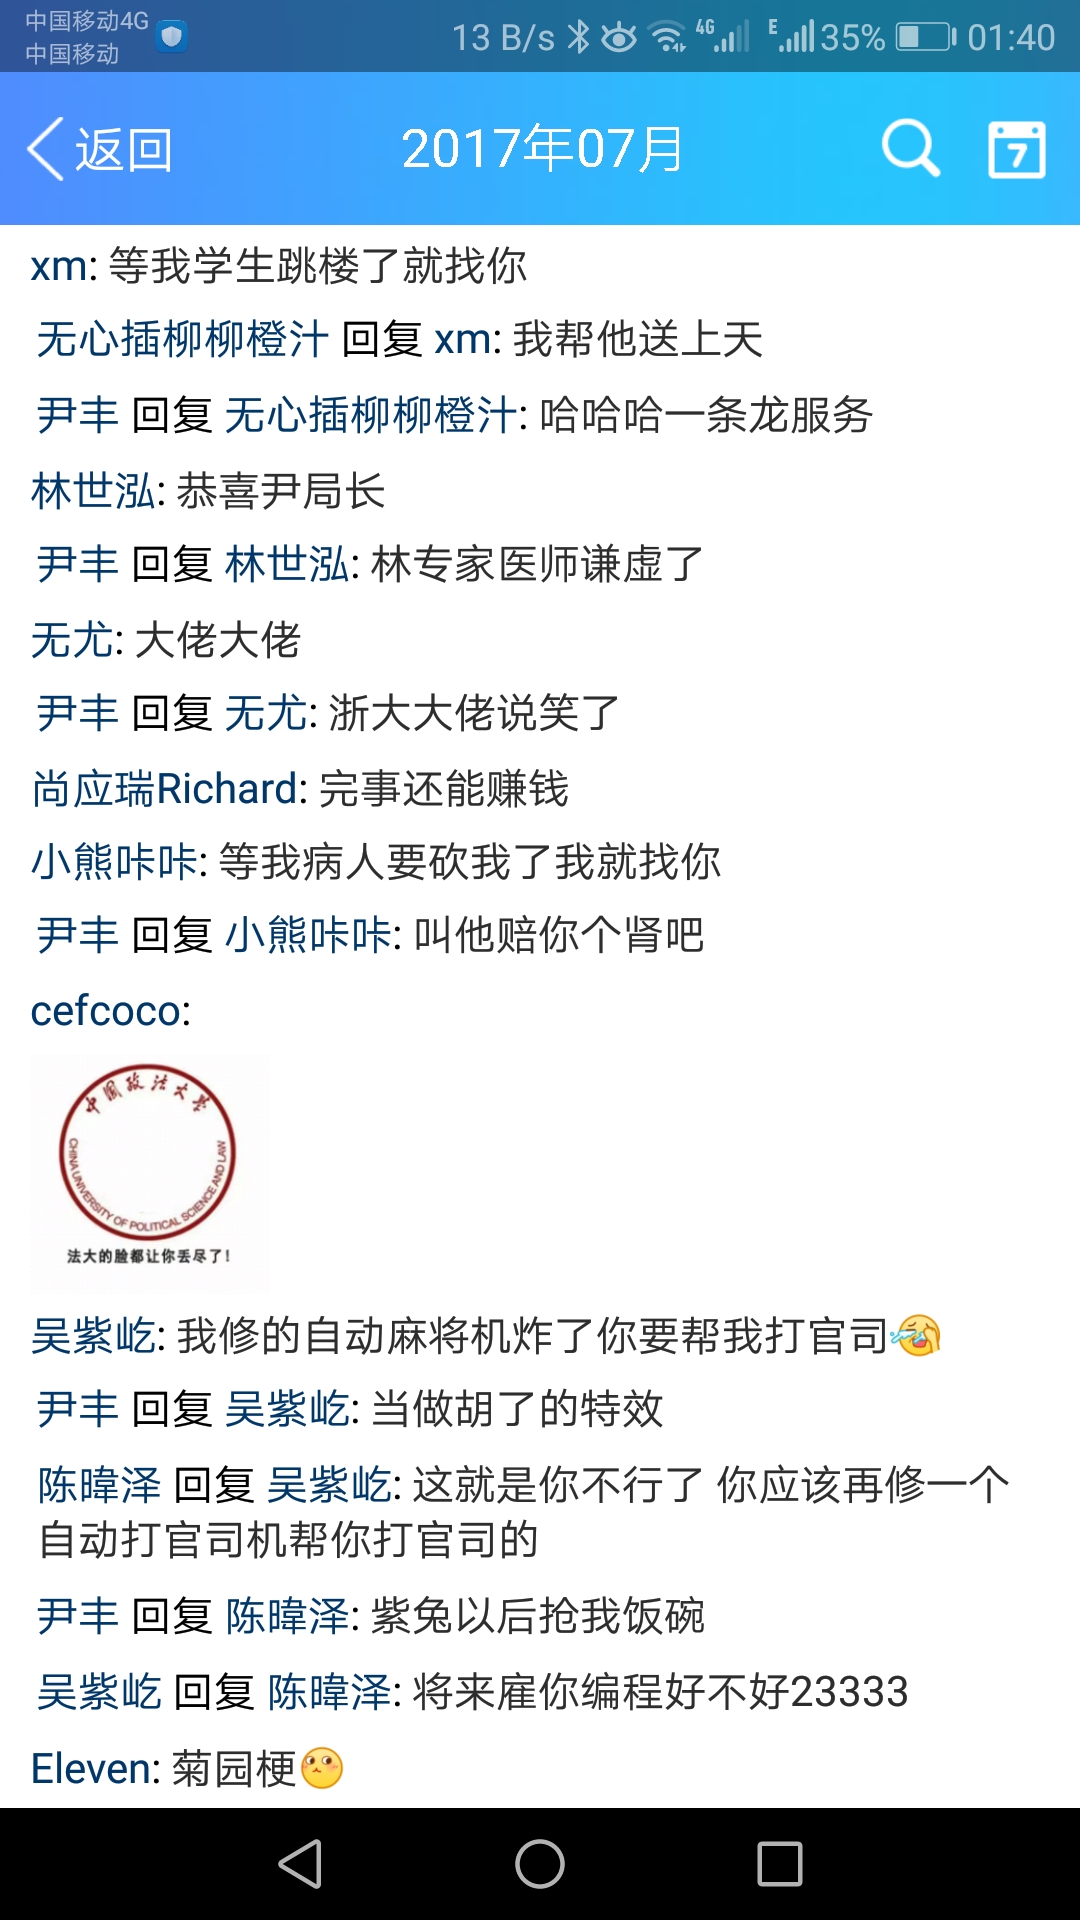 中国移动4G
中国移动
13 B/s 4G E 35% 01:40
返回 2017年07月 7
xm: 等我学生跳楼了就找你
无心插柳柳橙汁 回复 xm: 我帮他送上天
尹丰 回复 无心插柳柳橙汁: 哈哈哈一条龙服务
林世泓: 恭喜尹局长
尹丰 回复 林世泓: 林专家医师谦虚了
无尤: 大佬大佬
尹丰 回复 无尤: 浙大大佬说笑了
尚应瑞Richard: 完事还能赚钱
小熊咔咔: 等我病人要砍我了我就找你
尹丰 回复 小熊咔咔: 叫他赔你个肾吧
cefcoco:
中国政法大学
CHINA UNIVERSITY OF POLITICAL SCIENCE AND LAW
法大的脸都让你丢尽了!
吴紫屹: 我修的自动麻将机炸了你要帮我打官司
尹丰 回复 吴紫屹: 当做胡了的特效
陈暐泽 回复 吴紫屹: 这就是你不行了 你应该再修一个
自动打官司机帮你打官司的
尹丰 回复 陈暐泽: 紫兔以后抢我饭碗
吴紫屹 回复 陈暐泽: 将来雇你编程好不好23333
Eleven: 菊园梗